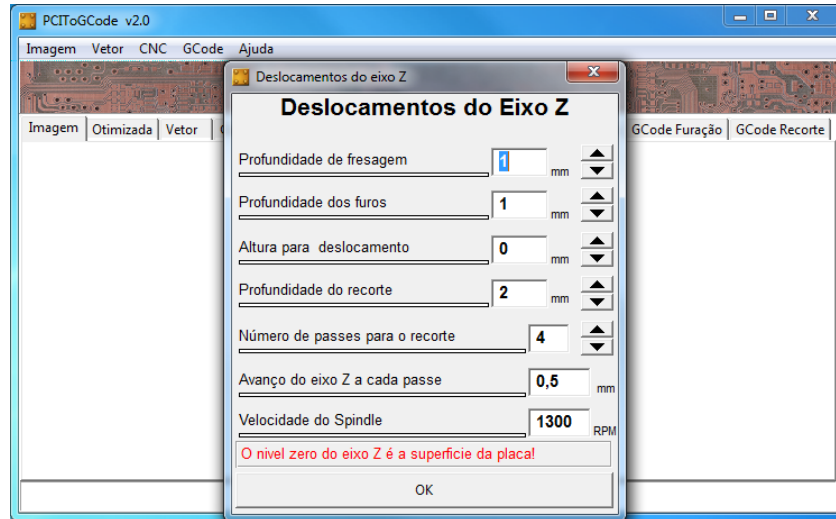 PCIToGCode v2.0
Imagem Vetor CNC GCode Ajuda
Deslocamentos do eixo Z
Deslocamentos do Eixo Z
Imagem Otimizada Vetor GCode Furação GCode Recorte
Profundidade de fresagem 1 mm
Profundidade dos furos 1 mm
Altura para deslocamento 0 mm
Profundidade do recorte 2 mm
Número de passes para o recorte 4
Avanço do eixo Z a cada passe 0,5 mm
Velocidade do Spindle 1300 RPM
O nivel zero do eixo Z é a superficie da placa!
OK